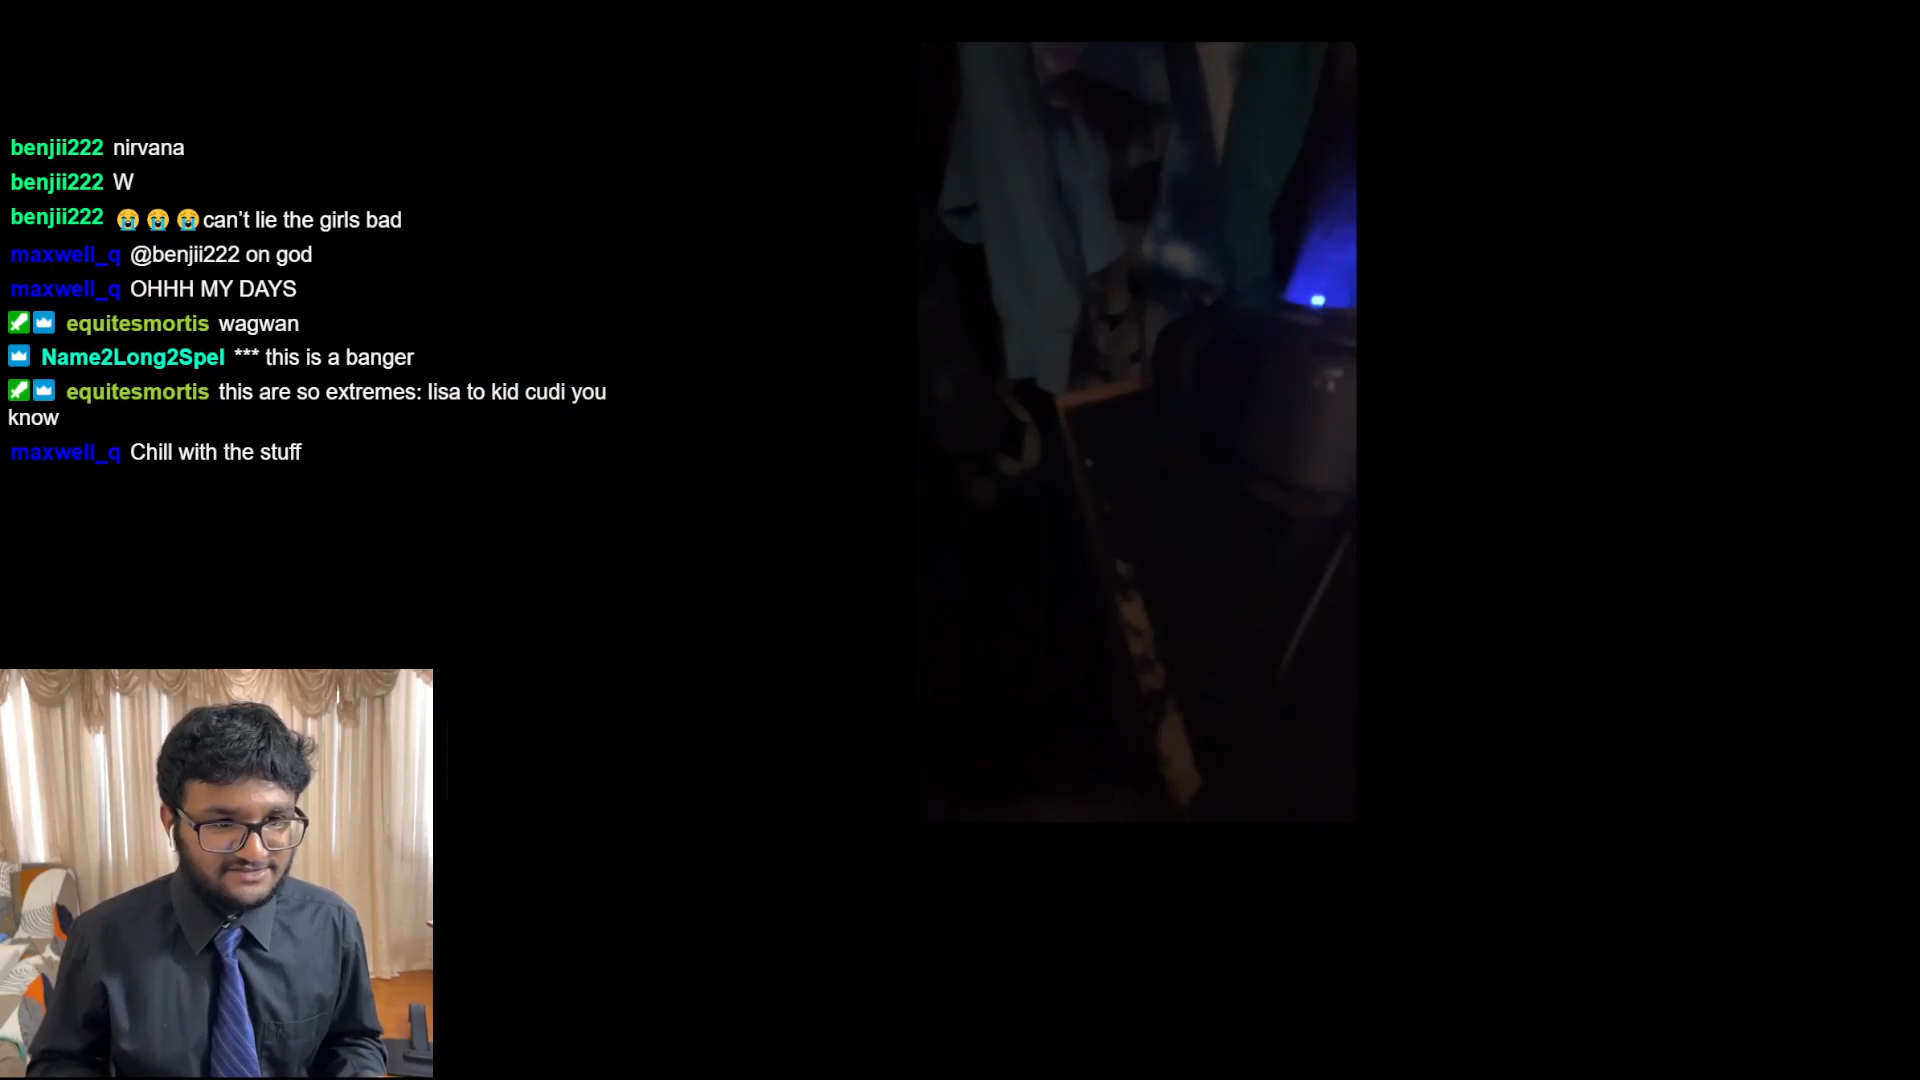 benjii222 nirvana
benjii222 W
benjii222 😭😭😭can't lie the girls bad
maxwell_q @benjii222 on god
maxwell_q OHHH MY DAYS
equitesmortis wagwan
Name2Long2Spel *** this is a banger
equitesmortis this are so extremes: lisa to kid cudi you
know
maxwell_q Chill with the stuff